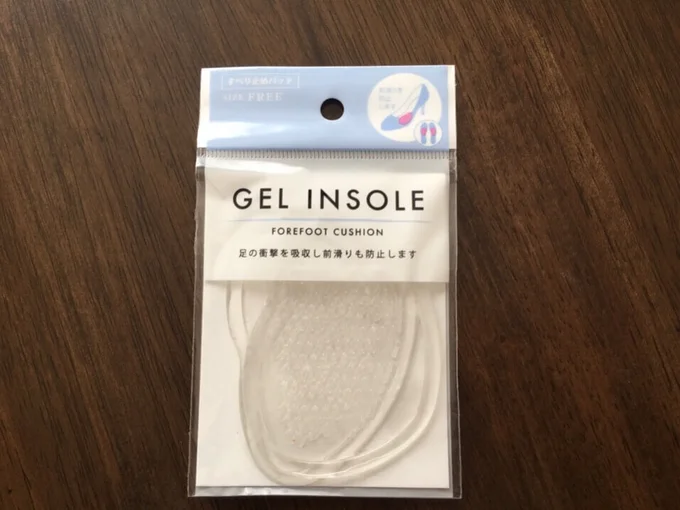 すべり止めパッド
SIZE FREE
GEL INSOLE
FOREFOOT CUSHION
足の衝撃を吸収し前滑りも防止します